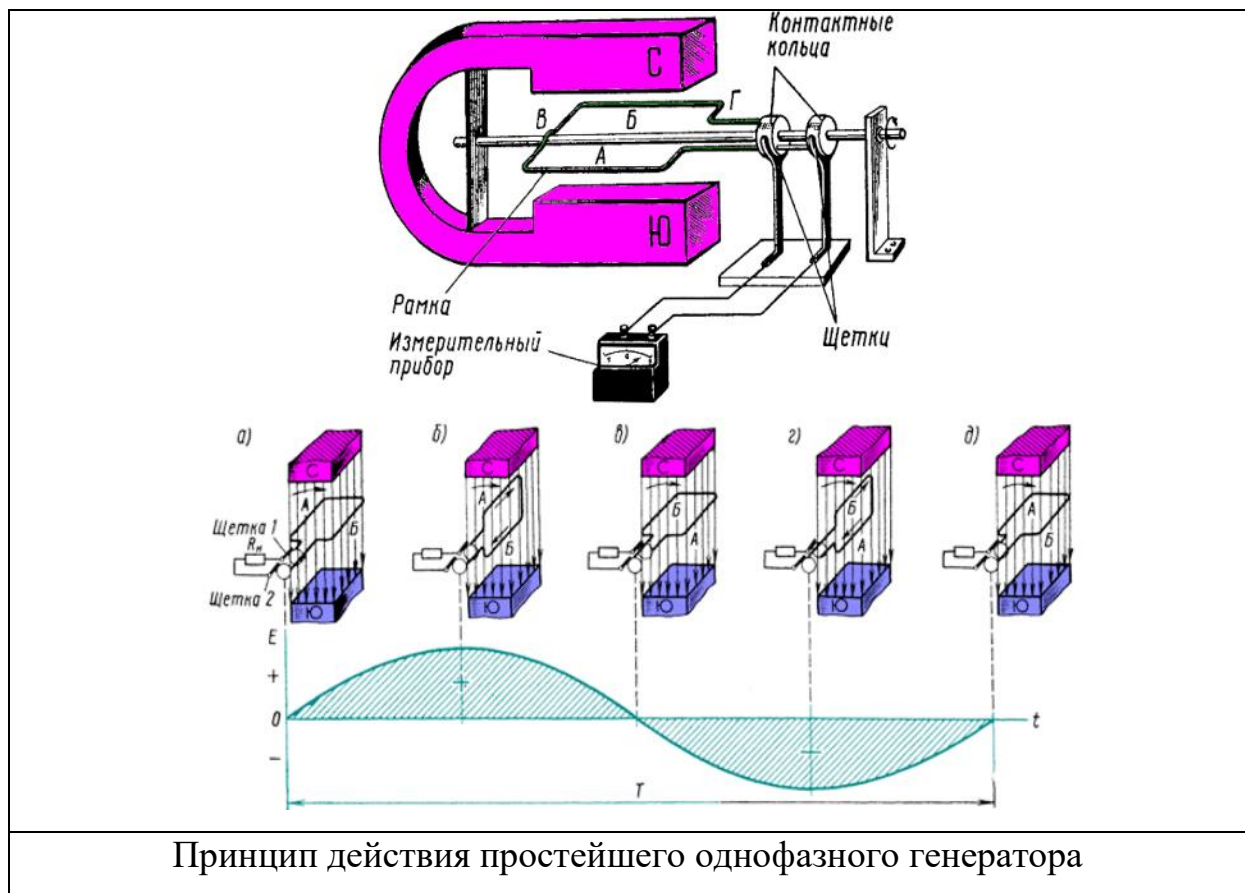 С
Контактные
кольца
В
Б
Г
А
Ю
Рамка
Измерительный
прибор
Щетки
а)
б)
в)
г)
д)
С
С
С
С
С
А
Б
А
Б
Б
А
Б
А
А
Б
Щетка 1
Rн
Щетка 2
Ю
Ю
Ю
Ю
Ю
E
+
+
0
t
−
−
T
Принцип действия простейшего однофазного генератора